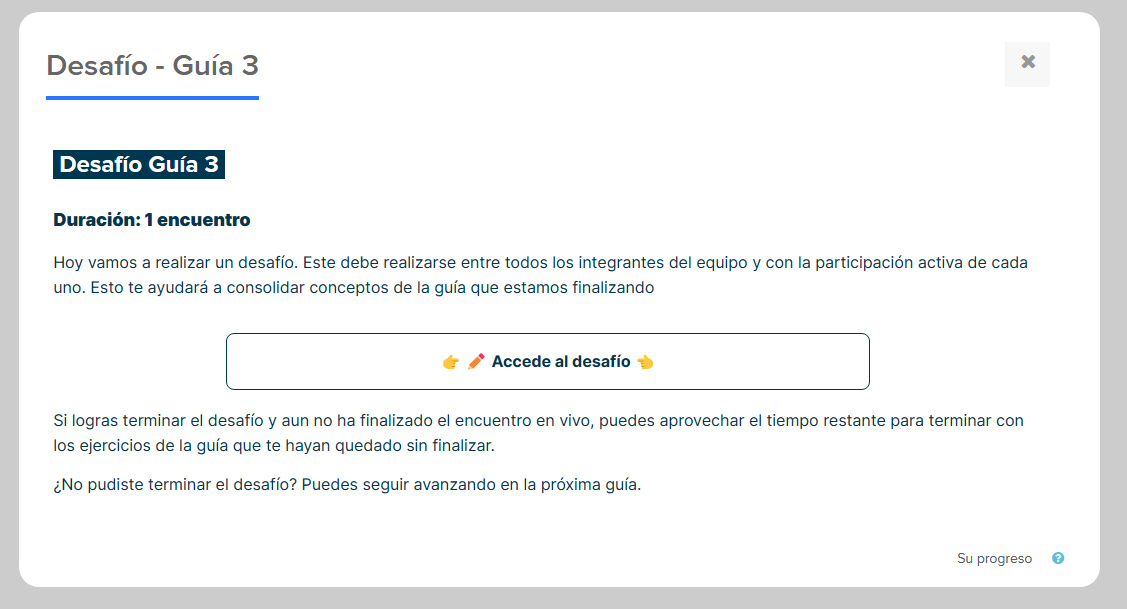 Desafío - Guía 3
Desafío Guía 3
Duración: 1 encuentro
Hoy vamos a realizar un desafío. Este debe realizarse entre todos los integrantes del equipo y con la participación activa de cada
uno. Esto te ayudará a consolidar conceptos de la guía que estamos finalizando
👉 ✏️ Accede al desafío 👈
Si logras terminar el desafío y aun no ha finalizado el encuentro en vivo, puedes aprovechar el tiempo restante para terminar con
los ejercicios de la guía que te hayan quedado sin finalizar.
¿No pudiste terminar el desafío? Puedes seguir avanzando en la próxima guía.
Su progreso